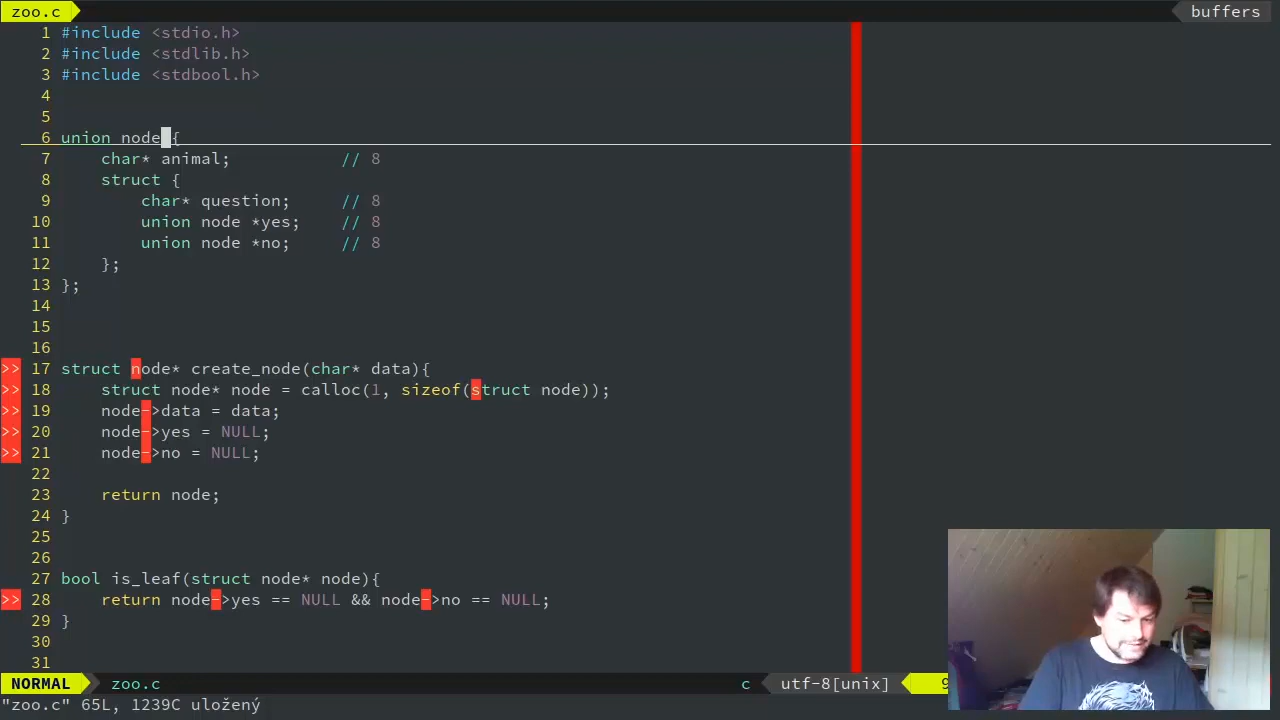 zoo.c buffers
1 #include <stdio.h>
2 #include <stdlib.h>
3 #include <stdbool.h>
4
5
6 union node {
7     char* animal;           // 8
8     struct {
9         char* question;     // 8
10         union node *yes;    // 8
11         union node *no;     // 8
12     };
13 };
14
15
16
>> 17 struct node* create_node(char* data){
>> 18     struct node* node = calloc(1, sizeof(struct node));
>> 19     node->data = data;
>> 20     node->yes = NULL;
>> 21     node->no = NULL;
22
23     return node;
24 }
25
26
27 bool is_leaf(struct node* node){
>> 28     return node->yes == NULL && node->no == NULL;
29 }
30
31
NORMAL zoo.c c utf-8[unix] 9
"zoo.c" 65L, 1239C uložený